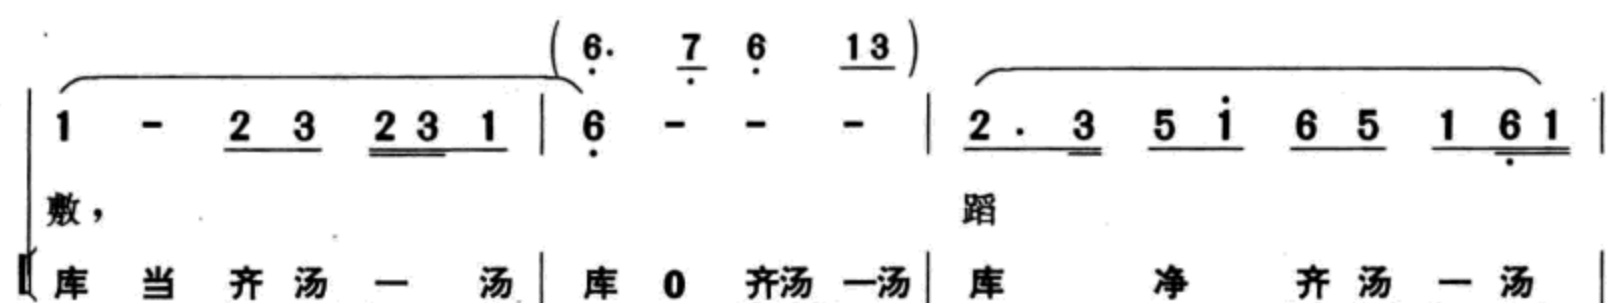 (6̣· 7̣ 6̣ 13)
1 - 2 3 2 3 1 | 6̣ - - - | 2 · 3 5 i̇ 6 5 1 6̣ 1 |
敷， 蹈
库 当 齐 汤 一 汤 | 库 0 齐汤 一汤 | 库 净 齐 汤 一 汤